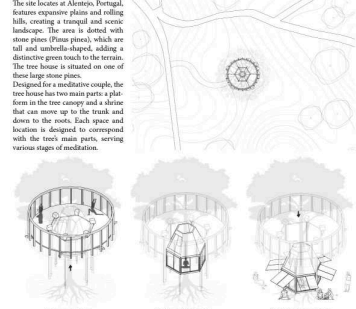 The site locates at Alentejo, Portugal,
features expansive plains and rolling
hills, creating a tranquil and scenic
landscape. The area is dotted with
stone pines (Pinus pinea), which are
tall and umbrella-shaped, adding a
distinctive green touch to the terrain.
The tree house is situated on one of
these large stone pines.
Designed for a meditative couple, the
tree house has two main parts: a plat-
form in the tree canopy and a shrine
that can move up to the trunk and
down to the roots. Each space and
location is designed to correspond
with the tree's main parts, serving
various stages of meditation.